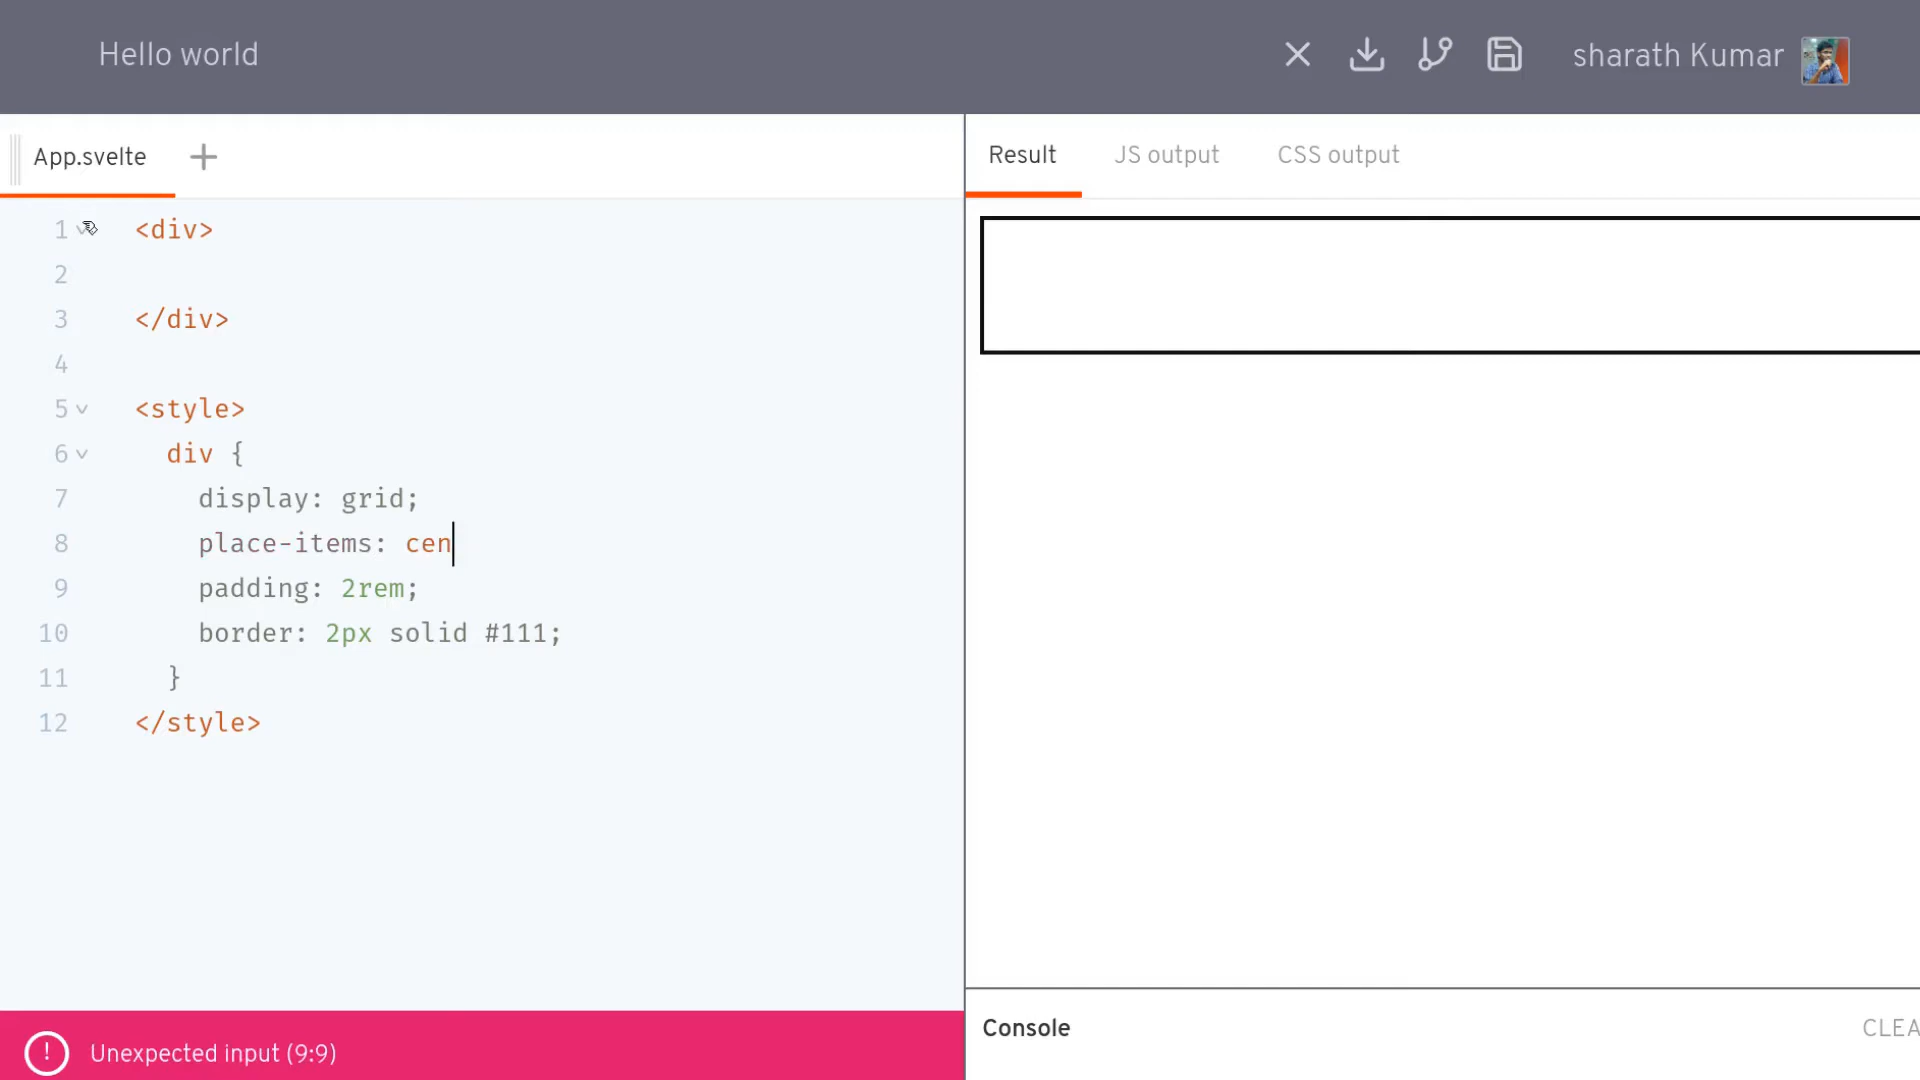 Hello world
sharath Kumar
App.svelte
Result JS output CSS output
1 <div>
2
3 </div>
4
5 <style>
6 div {
7 display: grid;
8 place-items: cen
9 padding: 2rem;
10 border: 2px solid #111;
11 }
12 </style>
! Unexpected input (9:9)
Console
CLEA